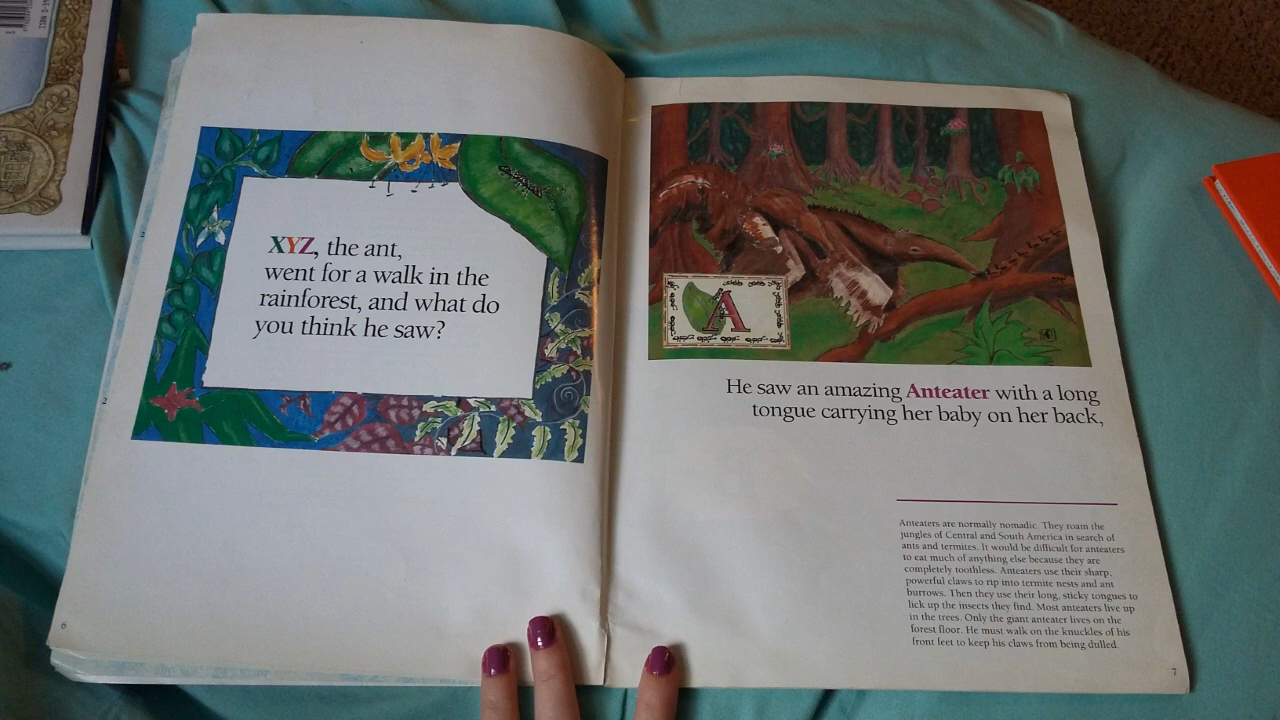 XYZ, the ant,
went for a walk in the
rainforest, and what do
you think he saw?
6
A
He saw an amazing Anteater with a long
tongue carrying her baby on her back,
Anteaters are normally nomadic. They roam the
jungles of Central and South America in search of
ants and termites. It would be difficult for anteaters
to eat much of anything else because they are
completely toothless. Anteaters use their sharp,
powerful claws to rip into termite nests and ant
burrows. Then they use their long, sticky tongues to
lick up the insects they find. Most anteaters live up
in the trees. Only the giant anteater lives on the
forest floor. He must walk on the knuckles of his
front feet to keep his claws from being dulled.
7